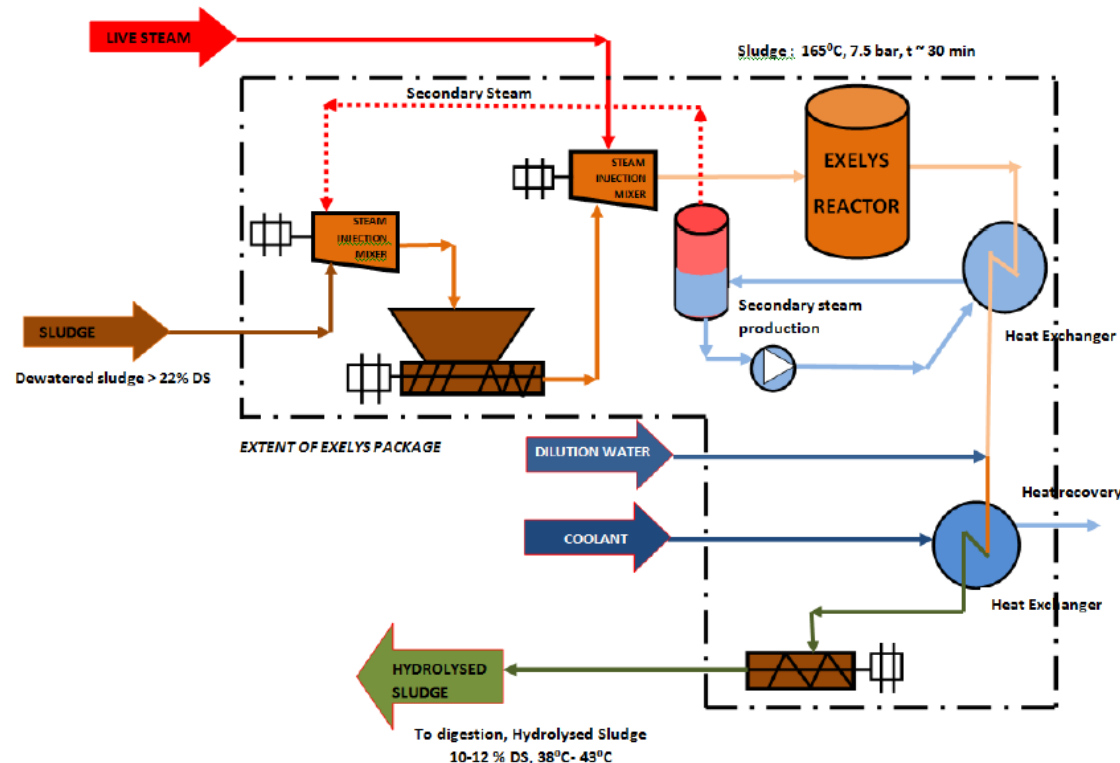 LIVE STEAM
Sludge : 165⁰C, 7.5 bar, t ~ 30 min
Secondary Steam
STEAM
INJECTION
MIXER
EXELYS
REACTOR
STEAM
INJECTION
MIXER
SLUDGE
Dewatered sludge > 22% DS
Secondary steam
production
Heat Exchanger
EXTENT OF EXELYS PACKAGE
DILUTION WATER
Heat recovery
COOLANT
Heat Exchanger
HYDROLYSED
SLUDGE
To digestion, Hydrolysed Sludge
10-12 % DS, 38⁰C- 43⁰C